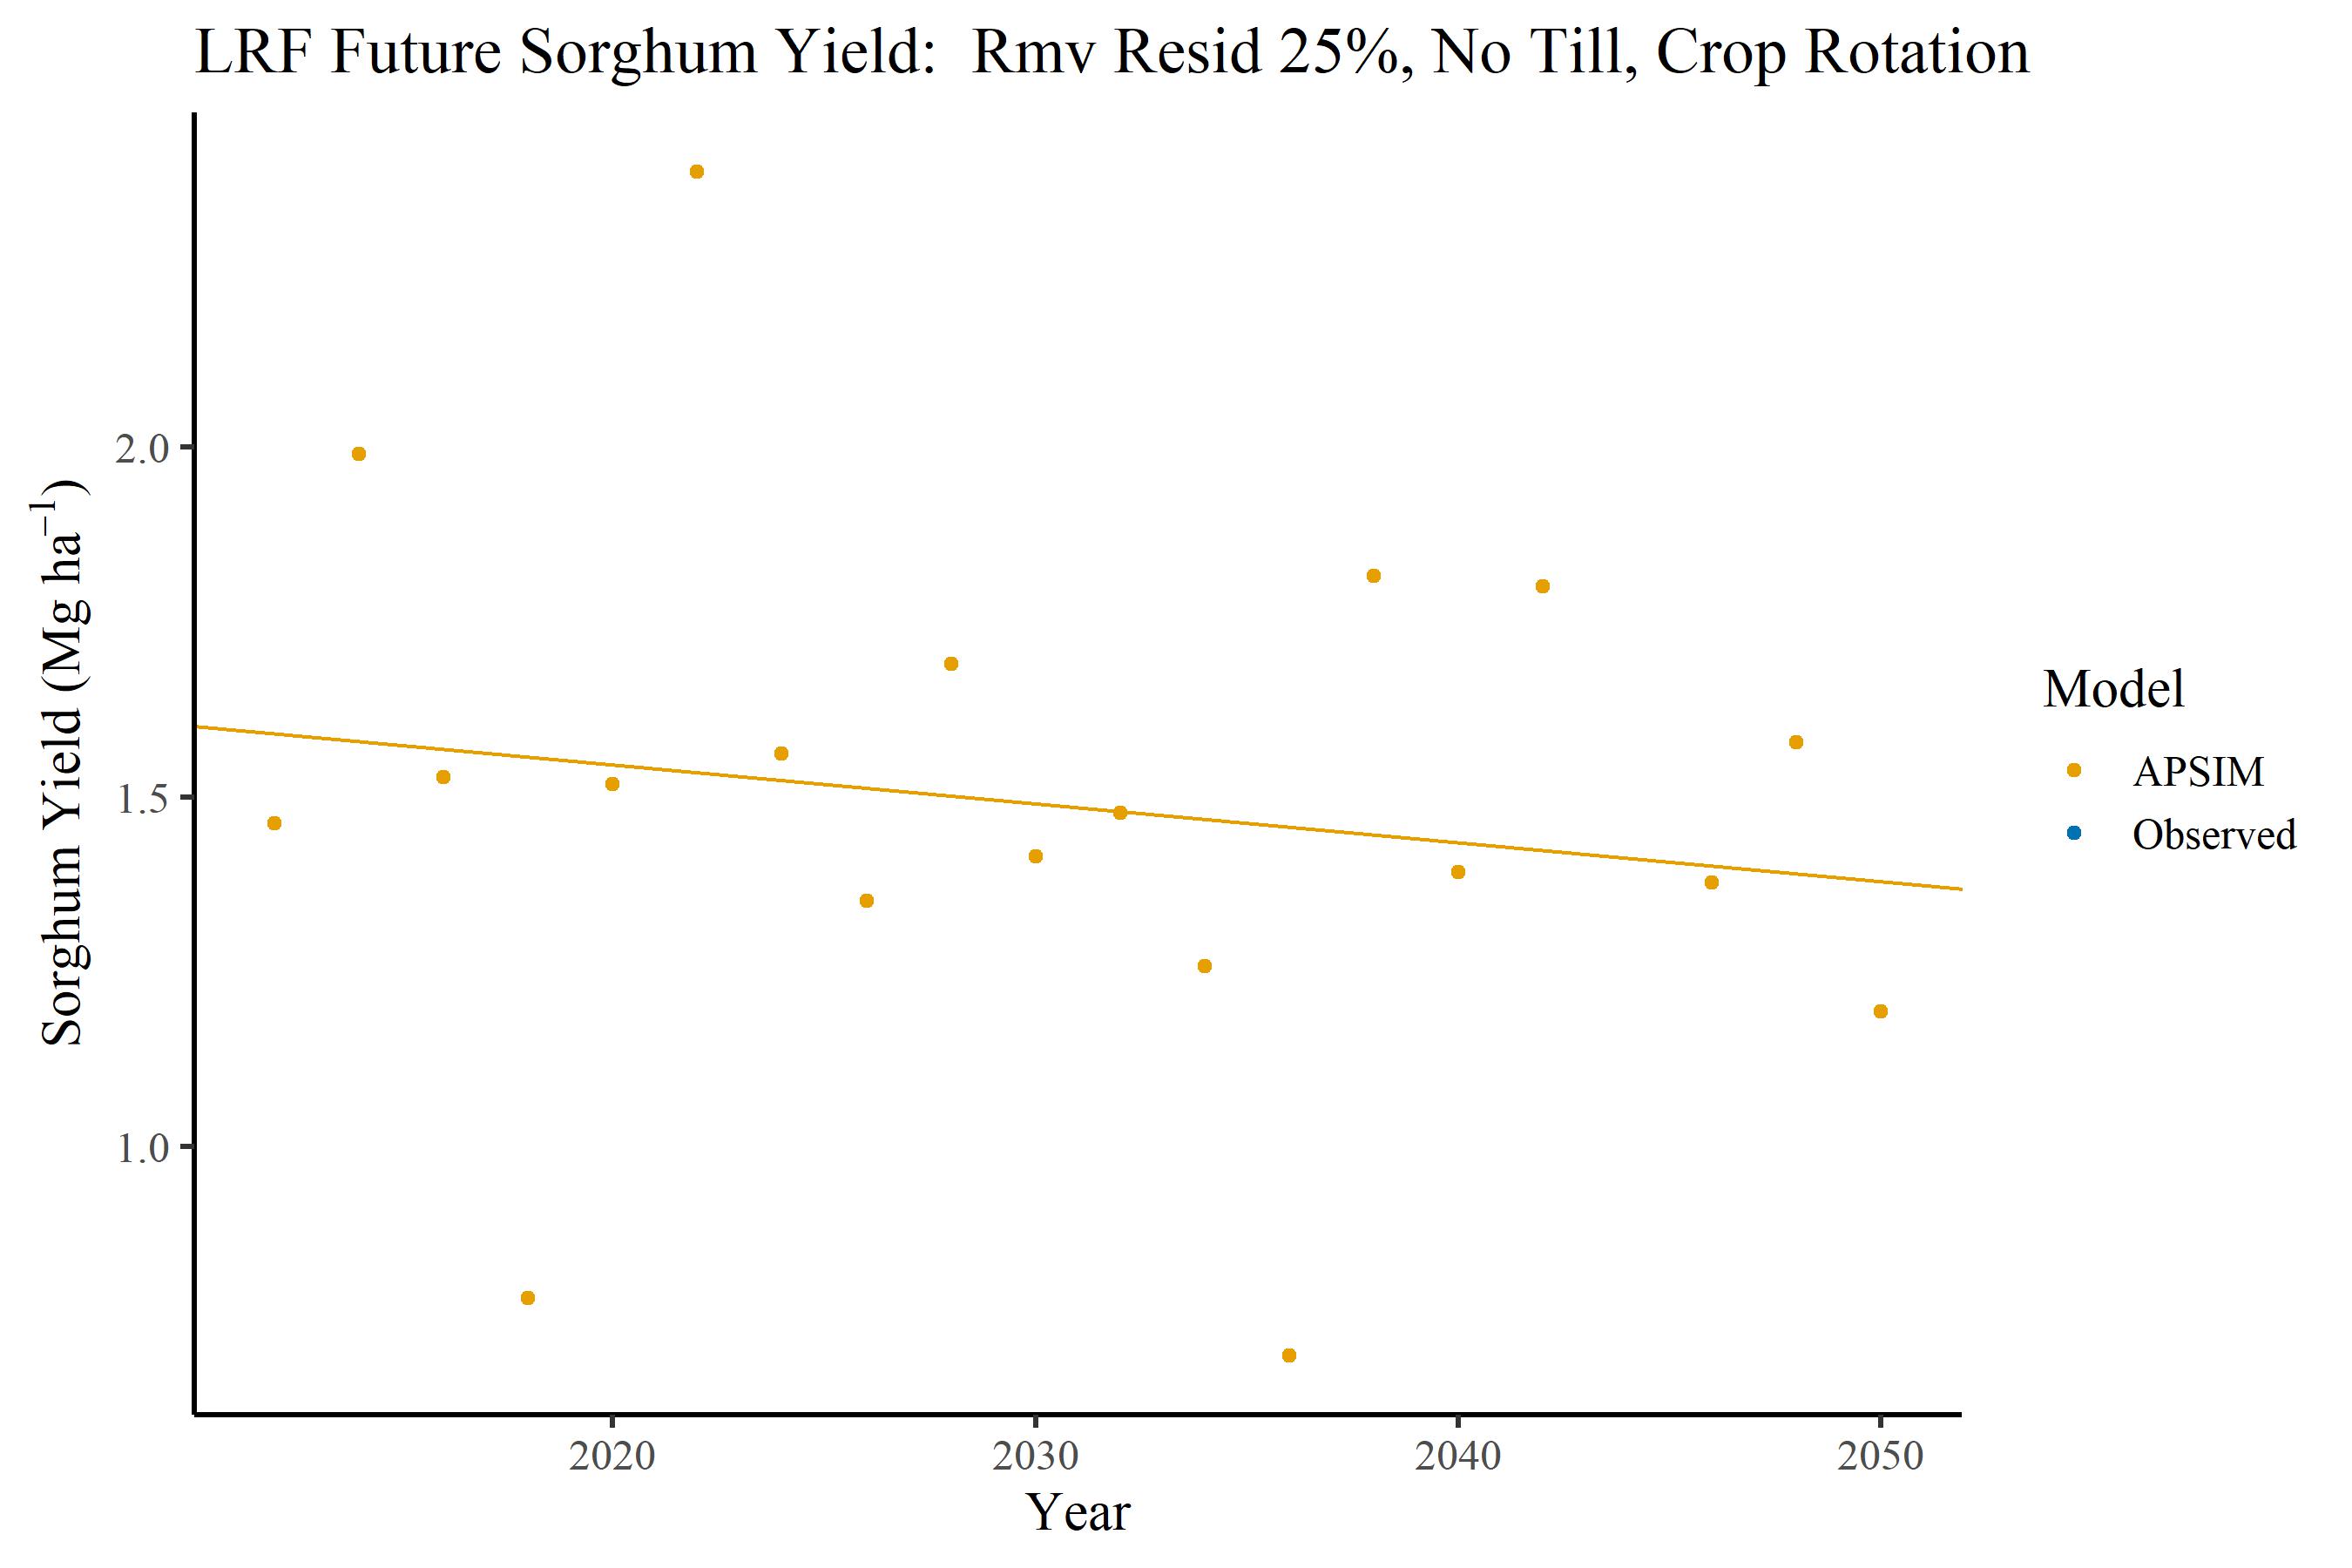 LRF Future Sorghum Yield:  Rmv Resid 25%, No Till, Crop Rotation
Sorghum Yield (Mg ha⁻¹)
2.0
1.5
1.0
2020
2030
2040
2050
Year
Model
APSIM
Observed